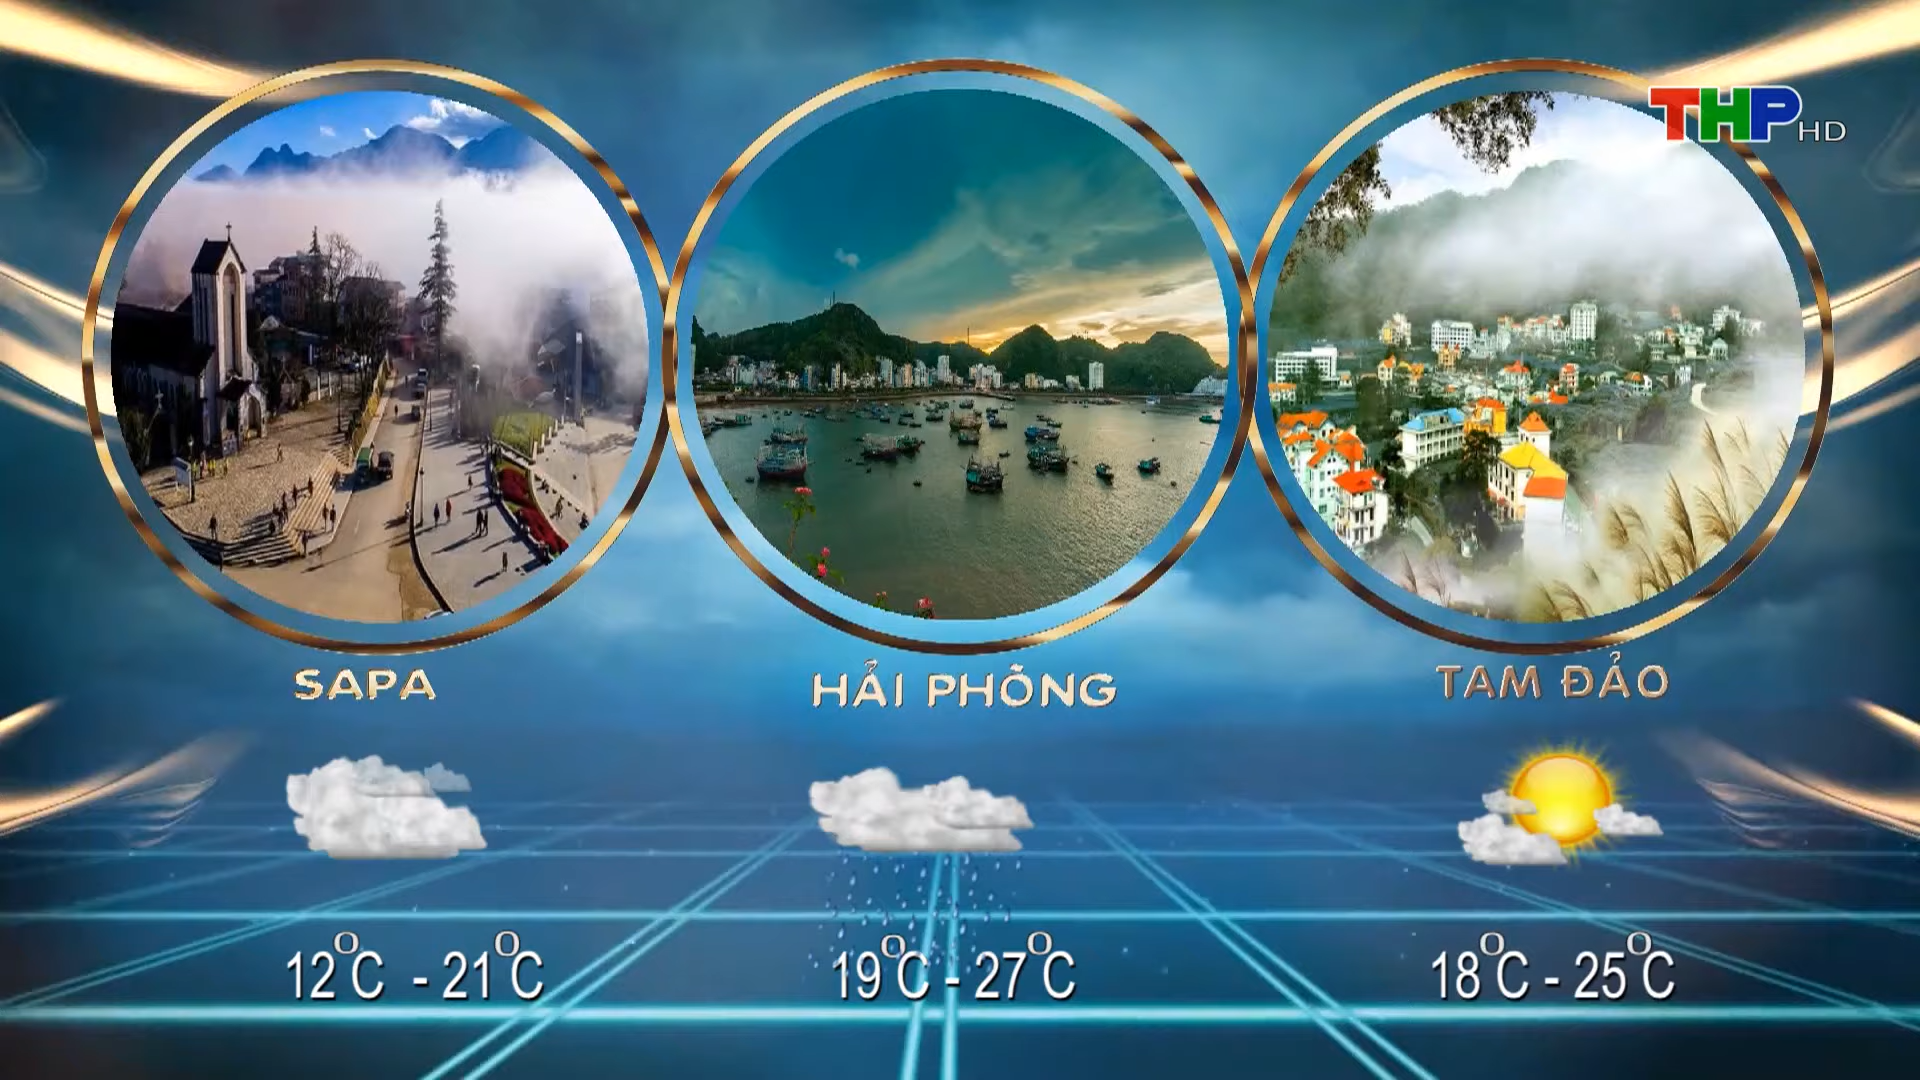 THP HD
SAPA
HẢI PHÒNG
TAM ĐẢO
12°C - 21°C
19°C - 27°C
18°C - 25°C